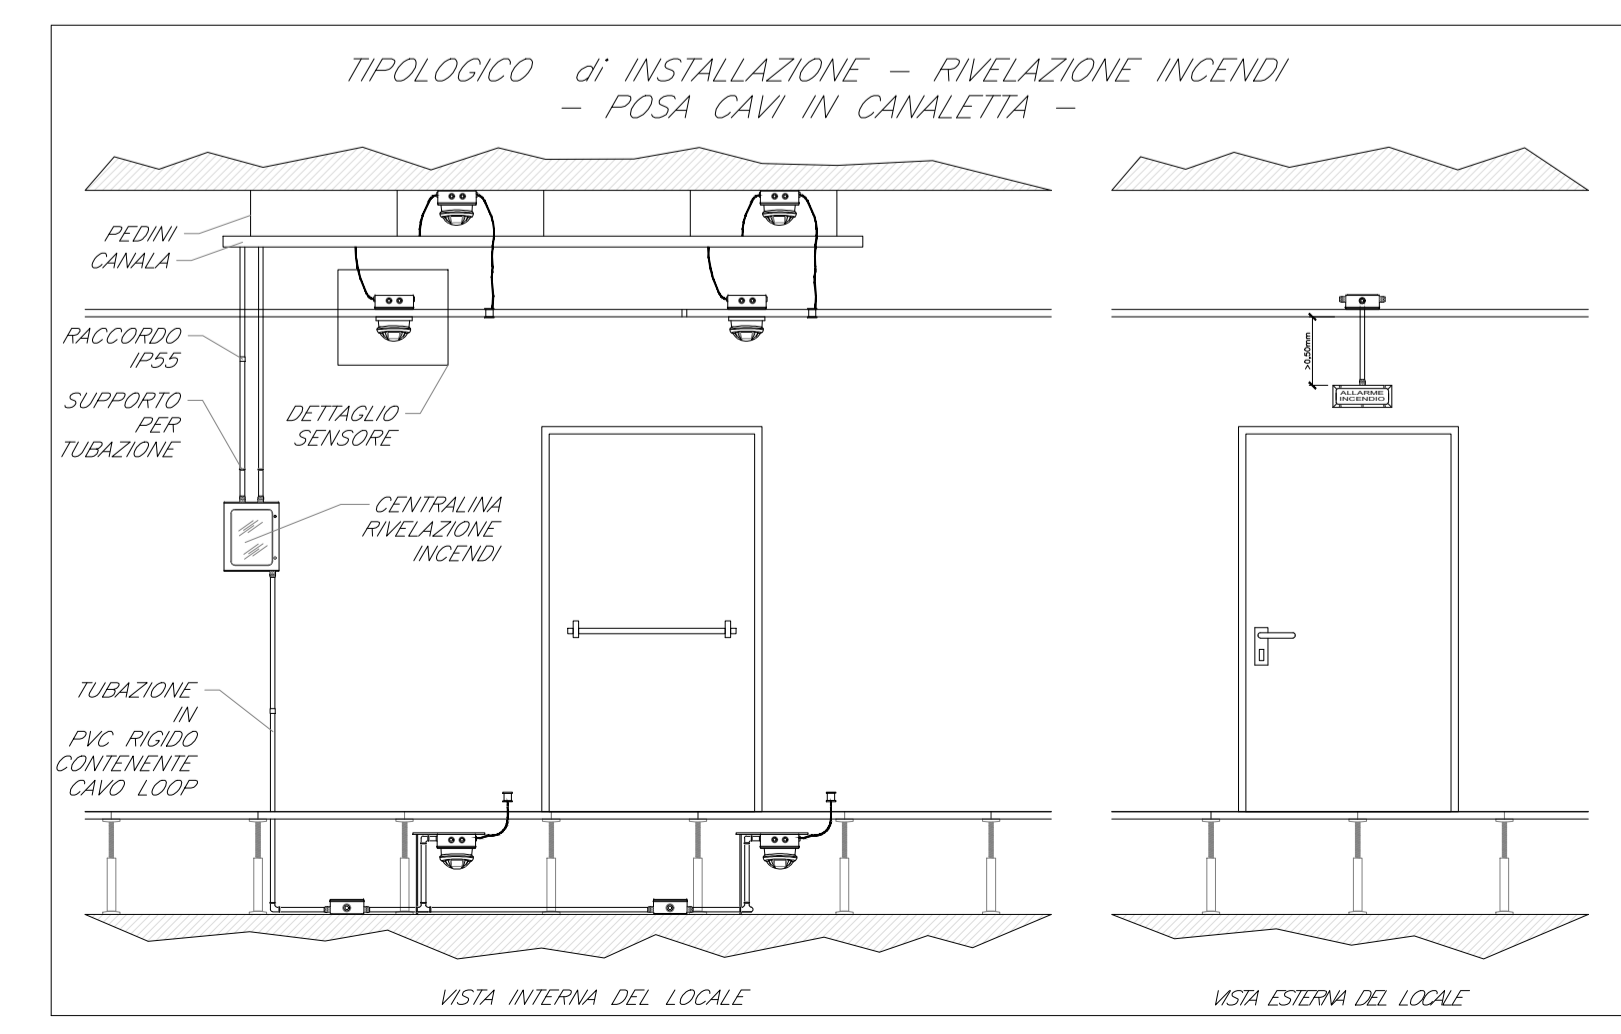 TIPOLOGICO di INSTALLAZIONE – RIVELAZIONE INCENDI
– POSA CAVI IN CANALETTA –
PEDINI
CANALA
RACCORDO
IP55
SUPPORTO
PER
TUBAZIONE
DETTAGLIO
SENSORE
CENTRALINA
RIVELAZIONE
INCENDI
TUBAZIONE
IN
PVC RIGIDO
CONTENENTE
CAVO LOOP
VISTA INTERNA DEL LOCALE
>0.50mm
ALLARME
INCENDIO
VISTA ESTERNA DEL LOCALE